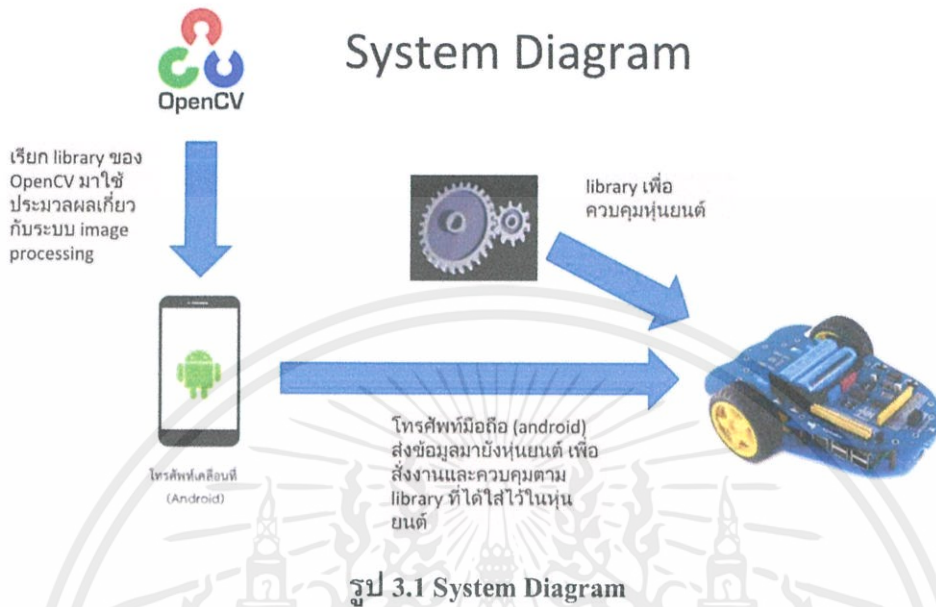 System Diagram
OpenCV
เรียก library ของ
OpenCV มาใช้
ประมวลผลเกี่ยว
กับระบบ image
processing
library เพื่อ
ควบคุมหุ่นยนต์
โทรศัพท์เคลื่อนที่
(Android)
โทรศัพท์มือถือ (android)
ส่งข้อมูลมายังหุ่นยนต์ เพื่อ
สั่งงานและควบคุมตาม
library ที่ได้ใส่ไว้ในหุ่น
ยนต์
รูป 3.1 System Diagram